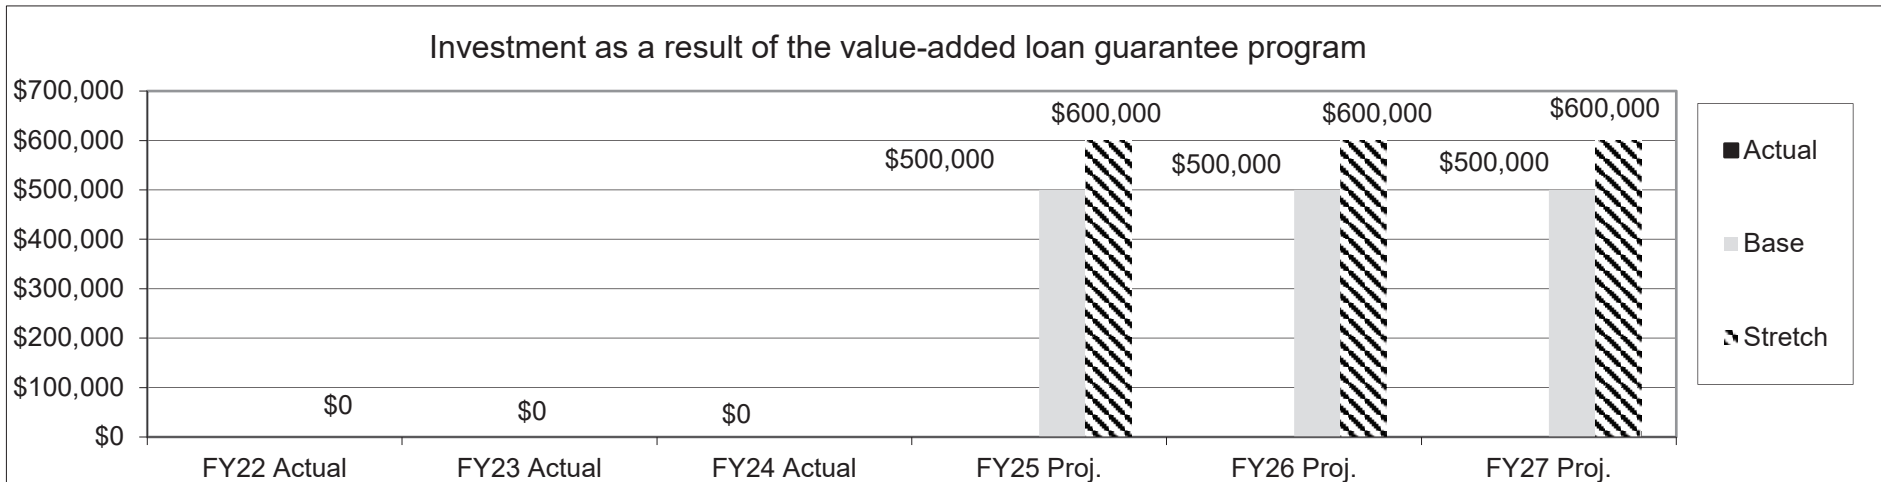 Investment as a result of the value-added loan guarantee program
$700,000
$600,000
$500,000
$400,000
$300,000
$200,000
$100,000
$0
$0
$0
$0
$500,000
$600,000
$500,000
$600,000
$500,000
$600,000
FY22 Actual
FY23 Actual
FY24 Actual
FY25 Proj.
FY26 Proj.
FY27 Proj.
Actual
Base
Stretch